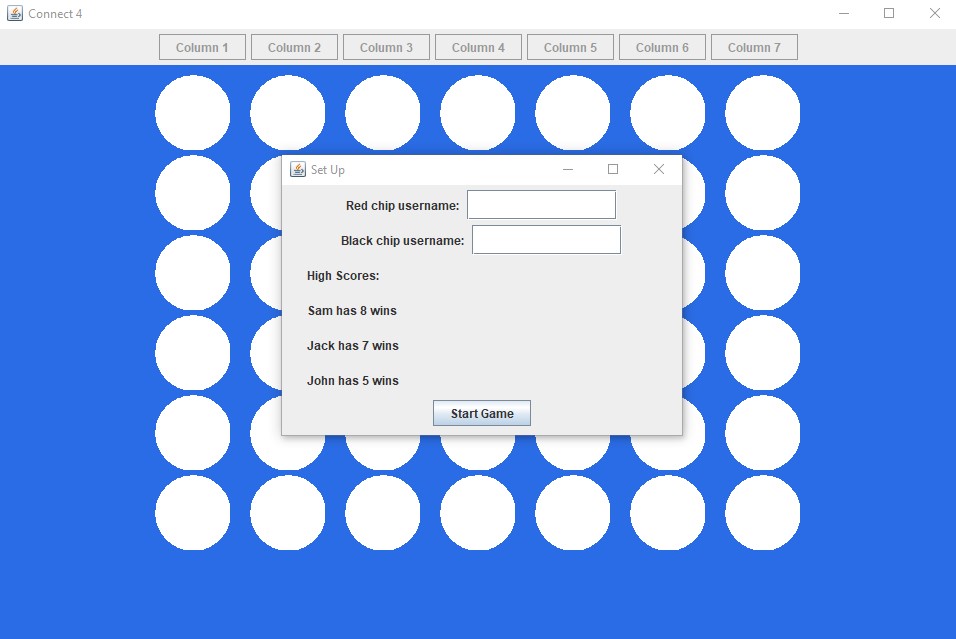 Connect 4
Column 1 Column 2 Column 3 Column 4 Column 5 Column 6 Column 7
Set Up
Red chip username:
Black chip username:
High Scores:
Sam has 8 wins
Jack has 7 wins
John has 5 wins
Start Game